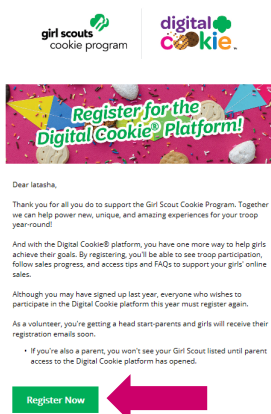 girl scouts
cookie program
digital
cookie™
Register for the
Digital Cookie® Platform!
Dear latasha,
Thank you for all you do to support the Girl Scout Cookie Program. Together
we can help power new, unique, and amazing experiences for your troop
year-round!
And with the Digital Cookie® platform, you have one more way to help girls
achieve their goals. By registering, you'll be able to see troop participation,
follow sales progress, and access tips and FAQs to support your girls' online
sales.
Although you may have signed up last year, everyone who wishes to
participate in the Digital Cookie platform this year must register again.
As a volunteer, you're getting a head start-parents and girls will receive their
registration emails soon.
• If you're also a parent, you won't see your Girl Scout listed until parent
access to the Digital Cookie platform has opened.
Register Now